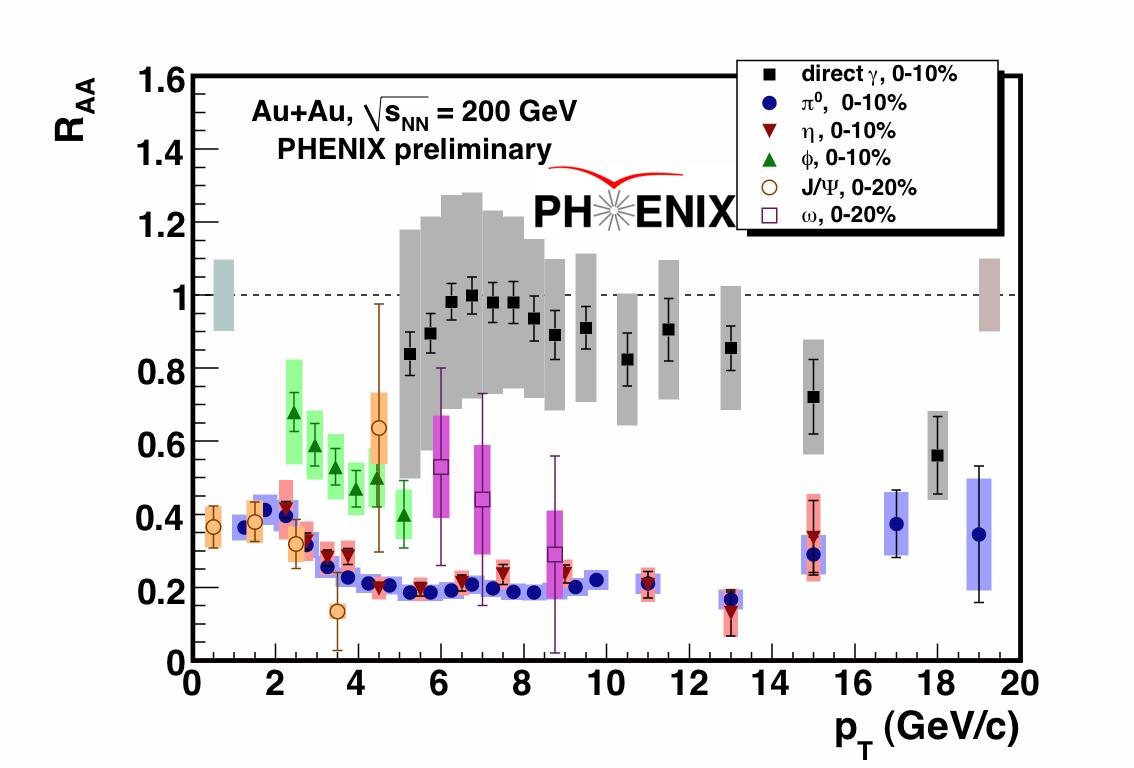 R_AA
1.6
1.4
1.2
1
0.8
0.6
0.4
0.2
0
Au+Au, √s_NN = 200 GeV
PHENIX preliminary
PHENIX
direct γ, 0-10%
π⁰, 0-10%
η, 0-10%
ϕ, 0-10%
J/Ψ, 0-20%
ω, 0-20%
0 2 4 6 8 10 12 14 16 18 20
p_T (GeV/c)